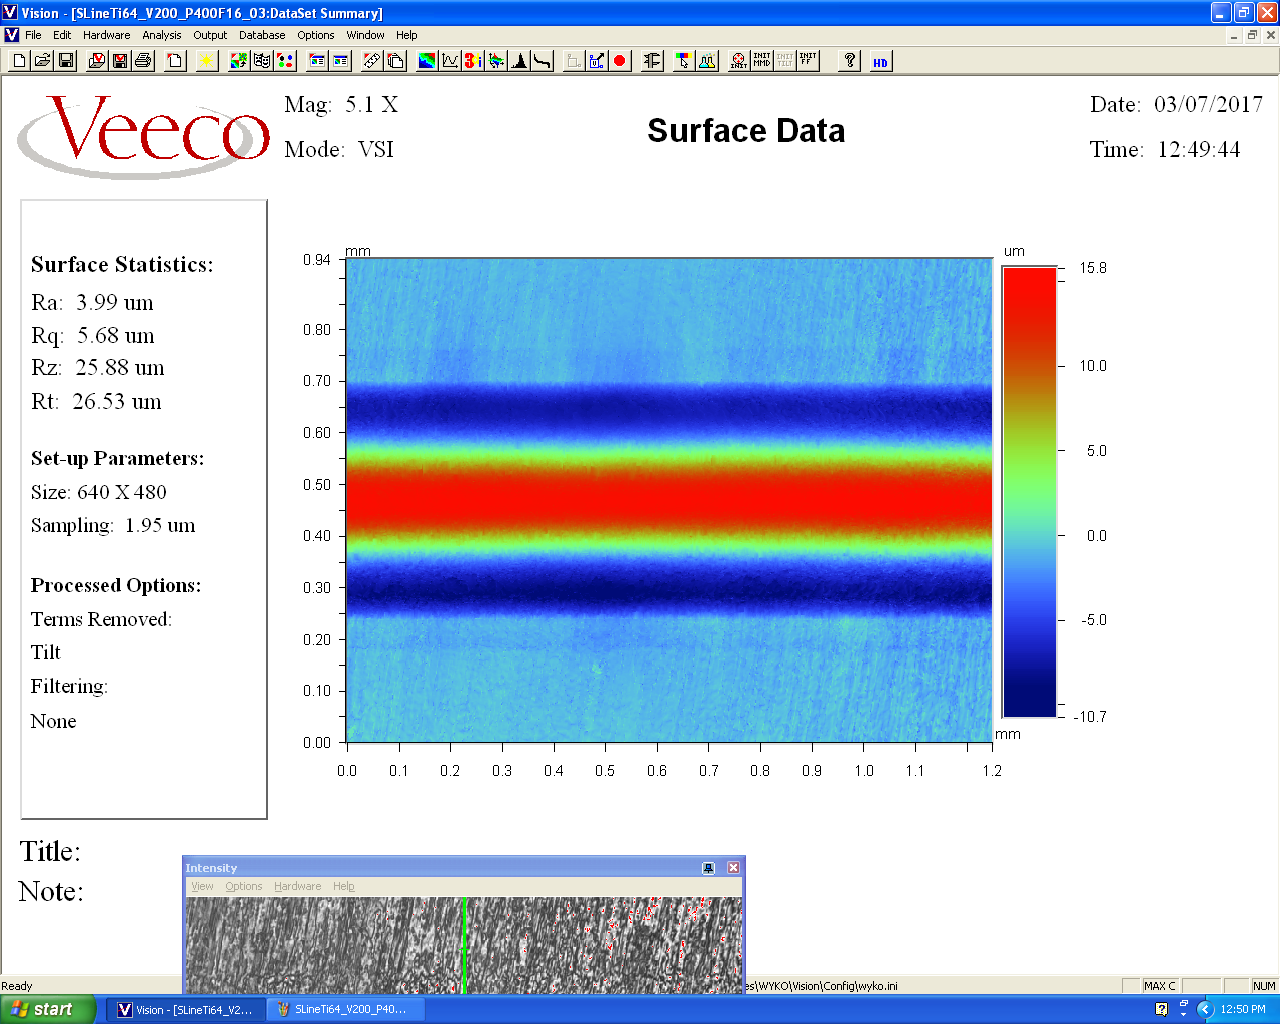 Vision - [SLineTi64_V200_P400F16_03:DataSet Summary]
File Edit Hardware Analysis Output Database Options Window Help
INIT INIT MMD INIT TILT INIT FF ? HD
Veeco
Mag: 5.1 X
Mode: VSI
Surface Data
Date: 03/07/2017
Time: 12:49:44
Surface Statistics:
Ra: 3.99 um
Rq: 5.68 um
Rz: 25.88 um
Rt: 26.53 um
Set-up Parameters:
Size: 640 X 480
Sampling: 1.95 um
Processed Options:
Terms Removed:
Tilt
Filtering:
None
mm
0.94
0.80
0.70
0.60
0.50
0.40
0.30
0.20
0.10
0.00
0.0 0.1 0.2 0.3 0.4 0.5 0.6 0.7 0.8 0.9 1.0 1.1 1.2
mm
um
15.8
10.0
5.0
0.0
-5.0
-10.7
Title:
Note:
Intensity
View Options Hardware Help
Ready
es\WYKO\Vision\Config\wyko.ini
MAX C
NUM
start
Vision - [SLineTi64_V2...
SLineTi64_V200_P40...
12:50 PM